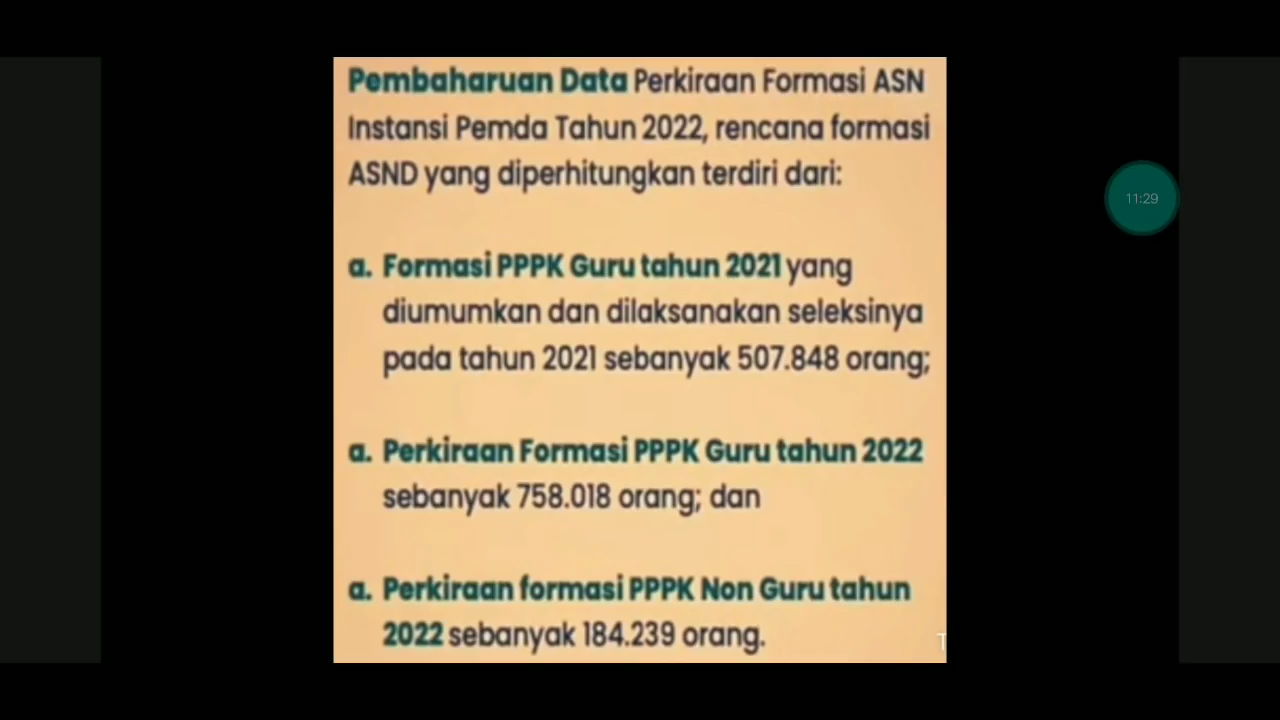 Pembaharuan Data Perkiraan Formasi ASN
Instansi Pemda Tahun 2022, rencana formasi
ASND yang diperhitungkan terdiri dari:
a. Formasi PPPK Guru tahun 2021 yang
diumumkan dan dilaksanakan seleksinya
pada tahun 2021 sebanyak 507.848 orang;
a. Perkiraan Formasi PPPK Guru tahun 2022
sebanyak 758.018 orang; dan
a. Perkiraan formasi PPPK Non Guru tahun
2022 sebanyak 184.239 orang.
T
11:29